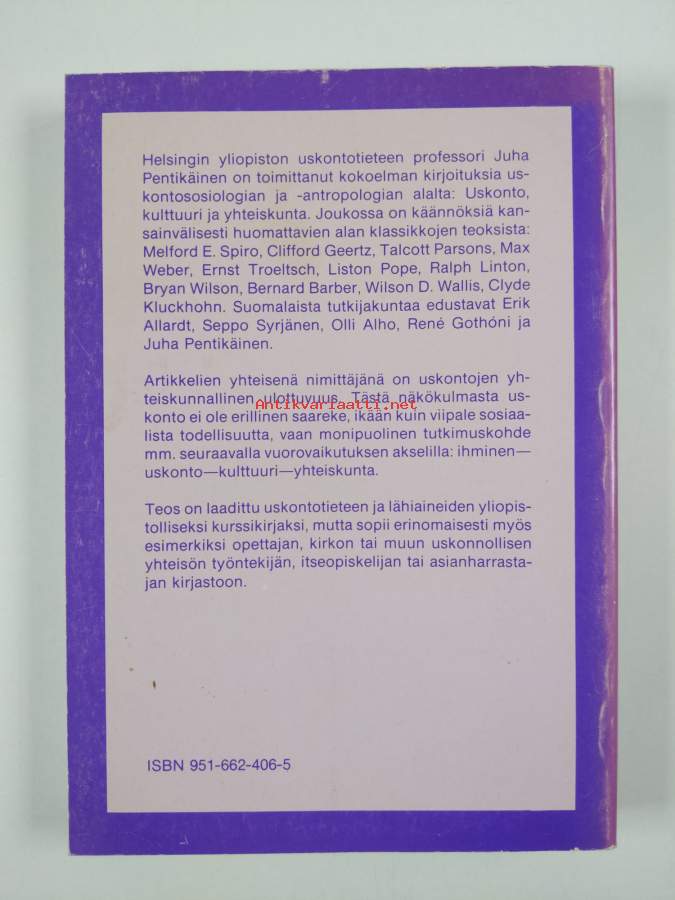 Helsingin yliopiston uskontotieteen professori Juha
Pentikäinen on toimittanut kokoelman kirjoituksia us-
kontososiologian ja -antropologian alalta: Uskonto,
kulttuuri ja yhteiskunta. Joukossa on käännöksiä kan-
sainvälisesti huomattavien alan klassikkojen teoksista:
Melford E. Spiro, Clifford Geertz, Talcott Parsons, Max
Weber, Ernst Troeltsch, Liston Pope, Ralph Linton,
Bryan Wilson, Bernard Barber, Wilson D. Wallis, Clyde
Kluckhohn. Suomalaista tutkijakuntaa edustavat Erik
Allardt, Seppo Syrjänen, Olli Alho, René Gothóni ja
Juha Pentikäinen.
Artikkelien yhteisenä nimittäjänä on uskontojen yh-
teiskunnallinen ulottuvuus. Tästä näkökulmasta us-
Antikvariaatti.net
konto ei ole erillinen saareke, ikään kuin viipale sosiaa-
lista todellisuutta, vaan monipuolinen tutkimuskohde
mm. seuraavalla vuorovaikutuksen akselilla: ihminen—
uskonto—kulttuuri—yhteiskunta.
Teos on laadittu uskontotieteen ja lähiaineiden yliopis-
tolliseksi kurssikirjaksi, mutta sopii erinomaisesti myös
esimerkiksi opettajan, kirkon tai muun uskonnollisen
yhteisön työntekijän, itseopiskelijan tai asianharrasta-
jan kirjastoon.
ISBN 951-662-406-5